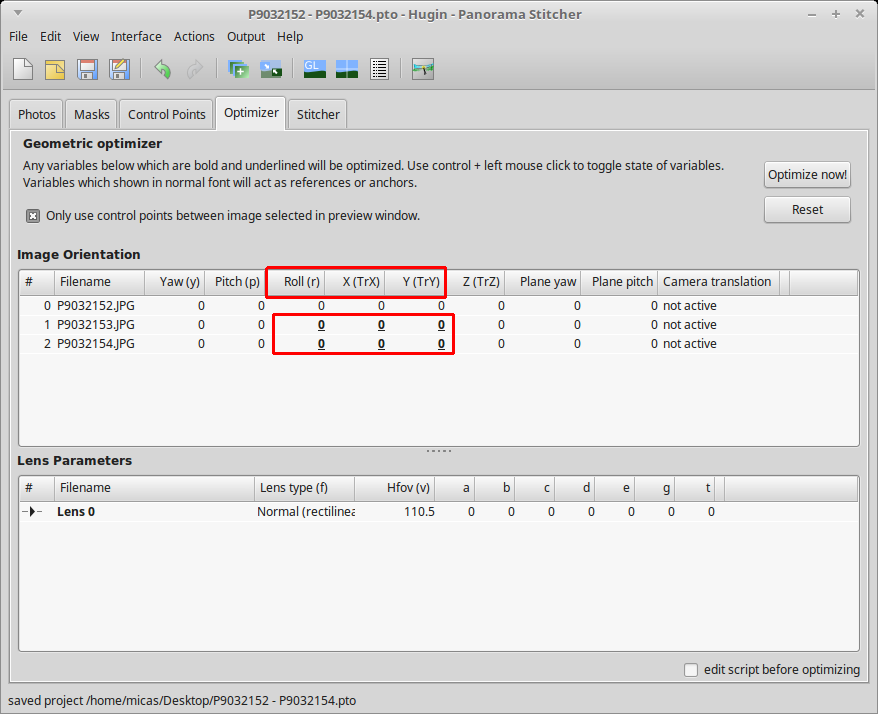 P9032152 - P9032154.pto - Hugin - Panorama Stitcher
File Edit View Interface Actions Output Help
GL
Photos Masks Control Points Optimizer Stitcher
Geometric optimizer
Any variables below which are bold and underlined will be optimized. Use control + left mouse click to toggle state of variables.
Variables which shown in normal font will act as references or anchors.
Optimize now!
Reset
Only use control points between image selected in preview window.
Image Orientation
# Filename Yaw (y) Pitch (p) Roll (r) X (TrX) Y (TrY) Z (TrZ) Plane yaw Plane pitch Camera translation
0 P9032152.JPG 0 0 0 0 0 0 0 0 not active
1 P9032153.JPG 0 0 0 0 0 0 0 0 not active
2 P9032154.JPG 0 0 0 0 0 0 0 0 not active
Lens Parameters
# Filename Lens type (f) Hfov (v) a b c d e g t
Lens 0 Normal (rectilinea 110.5 0 0 0 0 0 0 0
edit script before optimizing
saved project /home/micas/Desktop/P9032152 - P9032154.pto